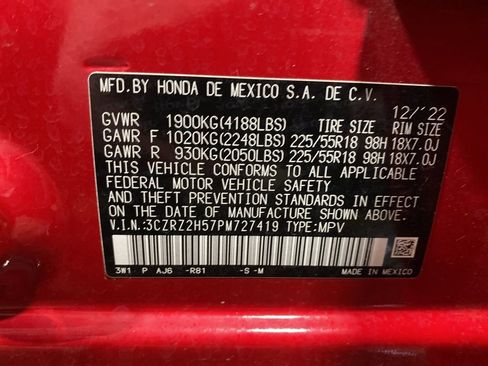 MFD.BY HONDA DE MEXICO S.A. DE C.V.
12/'22
GVWR 1900KG(4188LBS) TIRE SIZE RIM SIZE
GAWR F 1020KG(2248LBS) 225/55R18 98H 18X7.0J
GAWR R 930KG(2050LBS) 225/55R18 98H 18X7.0J
THIS VEHICLE CONFORMS TO ALL APPLICABLE
FEDERAL MOTOR VEHICLE SAFETY
AND THEFT PREVENTION STANDARDS IN EFFECT
ON THE DATE OF MANUFACTURE SHOWN ABOVE.
V.I.N.:3CZRZ2H57PM727419 TYPE:MPV
3W1 P AJ6 -R81 -S-M MADE IN MEXICO